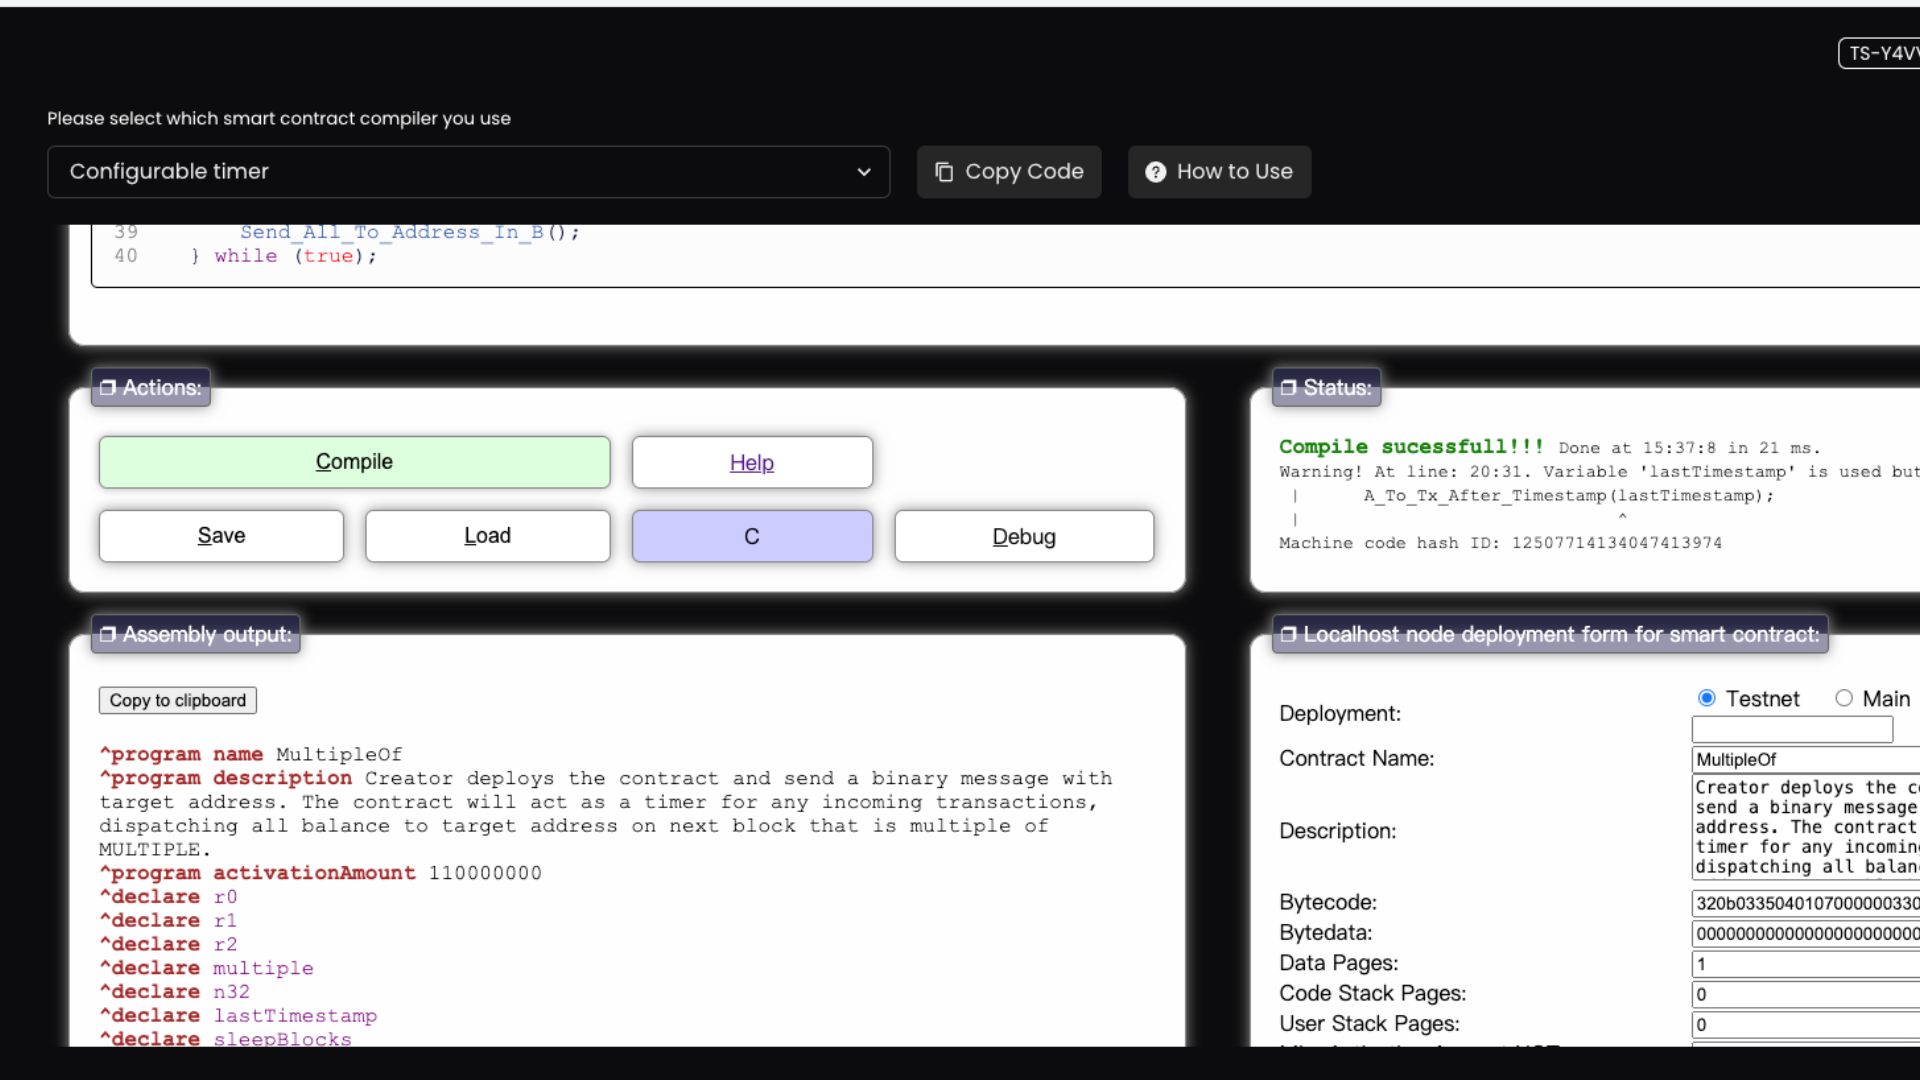 TS-Y4V
Please select which smart contract compiler you use
Configurable timer
Copy Code
How to Use
39 Send_All_To_Address_In_B();
40 } while (true);
Actions:
Compile
Help
Save
Load
C
Debug
Status:
Compile sucessfull!!! Done at 15:37:8 in 21 ms.
Warning! At line: 20:31. Variable 'lastTimestamp' is used but
| A_To_Tx_After_Timestamp(lastTimestamp);
| ^
Machine code hash ID: 12507714134047413974
Assembly output:
Copy to clipboard
^program name MultipleOf
^program description Creator deploys the contract and send a binary message with
target address. The contract will act as a timer for any incoming transactions,
dispatching all balance to target address on next block that is multiple of
MULTIPLE.
^program activationAmount 110000000
^declare r0
^declare r1
^declare r2
^declare multiple
^declare n32
^declare lastTimestamp
^declare sleepBlocks
Localhost node deployment form for smart contract:
Deployment:
Testnet
Main
Contract Name:
MultipleOf
Description:
Creator deploys the c
send a binary message
address. The contract
timer for any incoming
dispatching all balan
Bytecode:
320b0335040107000000330
Bytedata:
00000000000000000000000
Data Pages:
1
Code Stack Pages:
0
User Stack Pages:
0